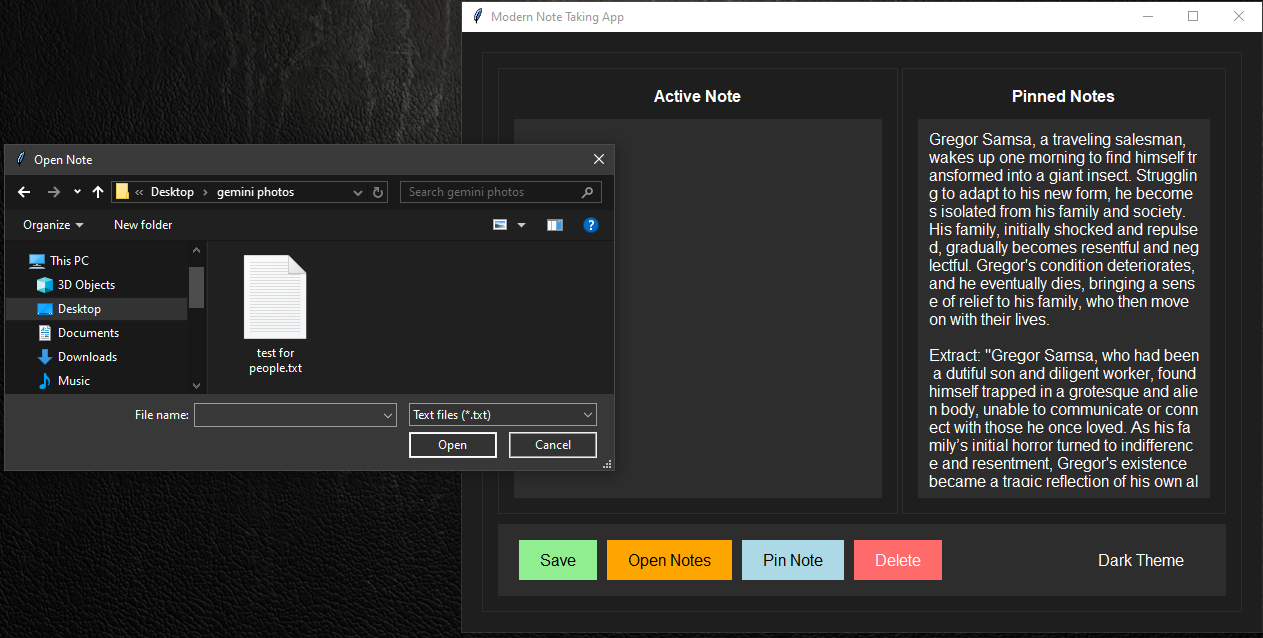 Modern Note Taking App
Active Note
Pinned Notes
Gregor Samsa, a traveling salesman,
wakes up one morning to find himself tr
ansformed into a giant insect. Strugglin
g to adapt to his new form, he become
s isolated from his family and society.
His family, initially shocked and repulse
d, gradually becomes resentful and neg
lectful. Gregor's condition deteriorates,
and he eventually dies, bringing a sens
e of relief to his family, who then move
on with their lives.
Extract: "Gregor Samsa, who had been
a dutiful son and diligent worker, found
himself trapped in a grotesque and alie
n body, unable to communicate or conn
ect with those he once loved. As his fa
mily’s initial horror turned to indifferenc
e and resentment, Gregor's existence
became a tragic reflection of his own al
Save
Open Notes
Pin Note
Delete
Dark Theme
Open Note
« Desktop › gemini photos
Search gemini photos
Organize
New folder
This PC
3D Objects
Desktop
Documents
Downloads
Music
test for
people.txt
File name:
Text files (*.txt)
Open
Cancel